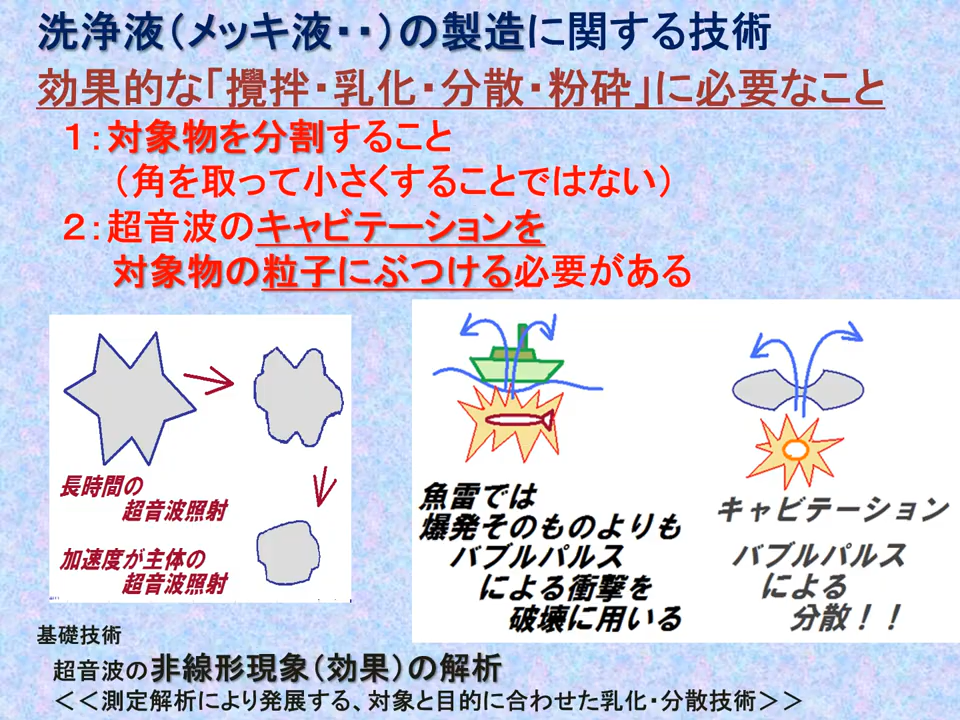 洗浄液(メッキ液・・)の製造に関する技術
効果的な「攪拌・乳化・分散・粉砕」に必要なこと
１:対象物を分割すること
(角を取って小さくすることではない)
２:超音波のキャビテーションを
対象物の粒子にぶつける必要がある
長時間の
超音波照射
加速度が主体の
超音波照射
魚雷では
爆発そのものよりも
バブルパルス
による衝撃を
破壊に用いる
キャビテーション
バブルパルス
による
分散！！
基礎技術
超音波の非線形現象(効果)の解析
＜＜測定解析により発展する、対象と目的に合わせた乳化・分散技術＞＞